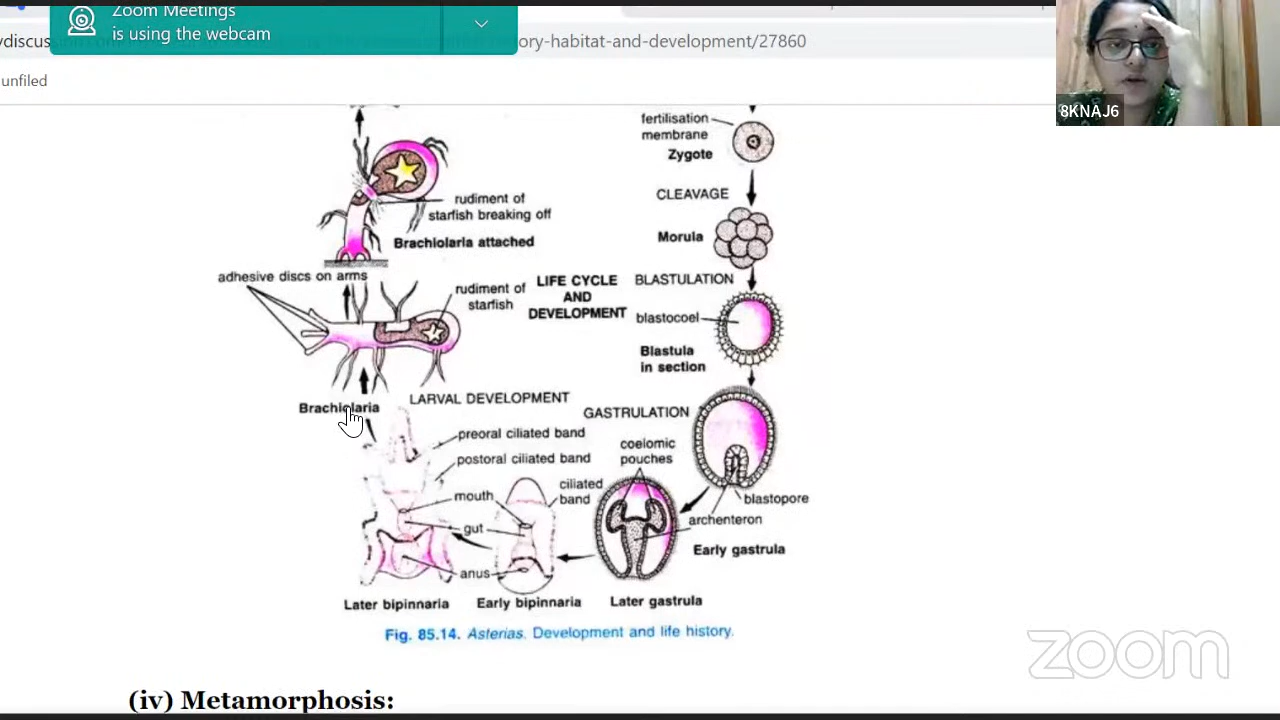 Zoom Meetings
is using the webcam
ory-habitat-and-development/27860
unfiled
8KNAJ6
fertilisation
membrane
Zygote
CLEAVAGE
Morula
rudiment of
starfish breaking off
Brachiolaria attached
adhesive discs on arms
rudiment of
starfish
LIFE CYCLE
AND
DEVELOPMENT
BLASTULATION
blastocoel
Blastula
in section
Brachiolaria
LARVAL DEVELOPMENT
GASTRULATION
preoral ciliated band
postoral ciliated band
coelomic
pouches
mouth
ciliated
band
gut
blastopore
archenteron
Early gastrula
anus
Later bipinnaria
Early bipinnaria
Later gastrula
Fig. 85.14. Asterias. Development and life history.
zoom
(iv) Metamorphosis: